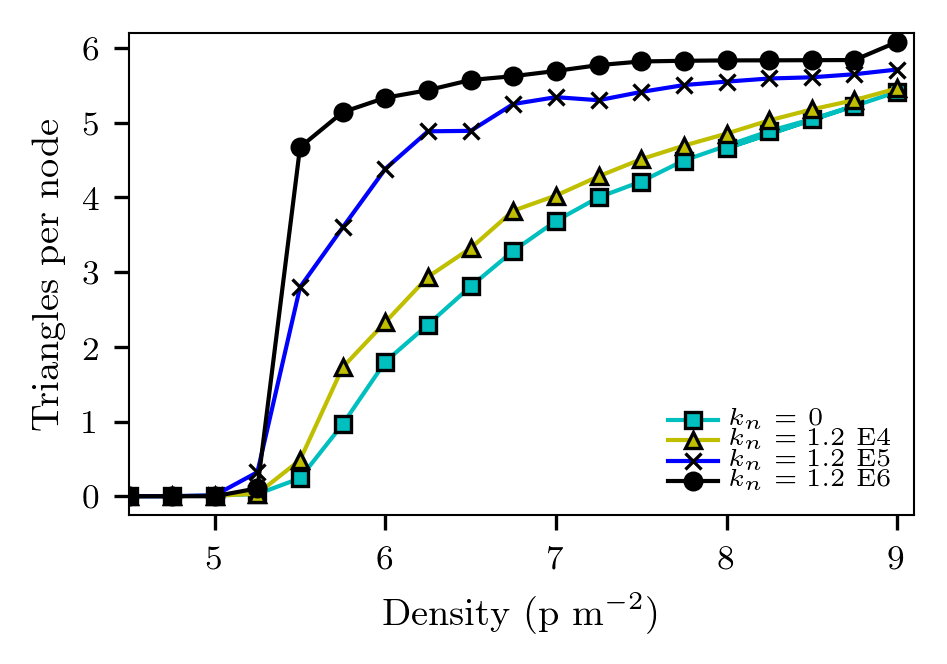 6
5
4
3
2
1
0
Triangles per node
5 6 7 8 9
Density (p m⁻²)
kₙ = 0
kₙ = 1.2 E4
kₙ = 1.2 E5
kₙ = 1.2 E6